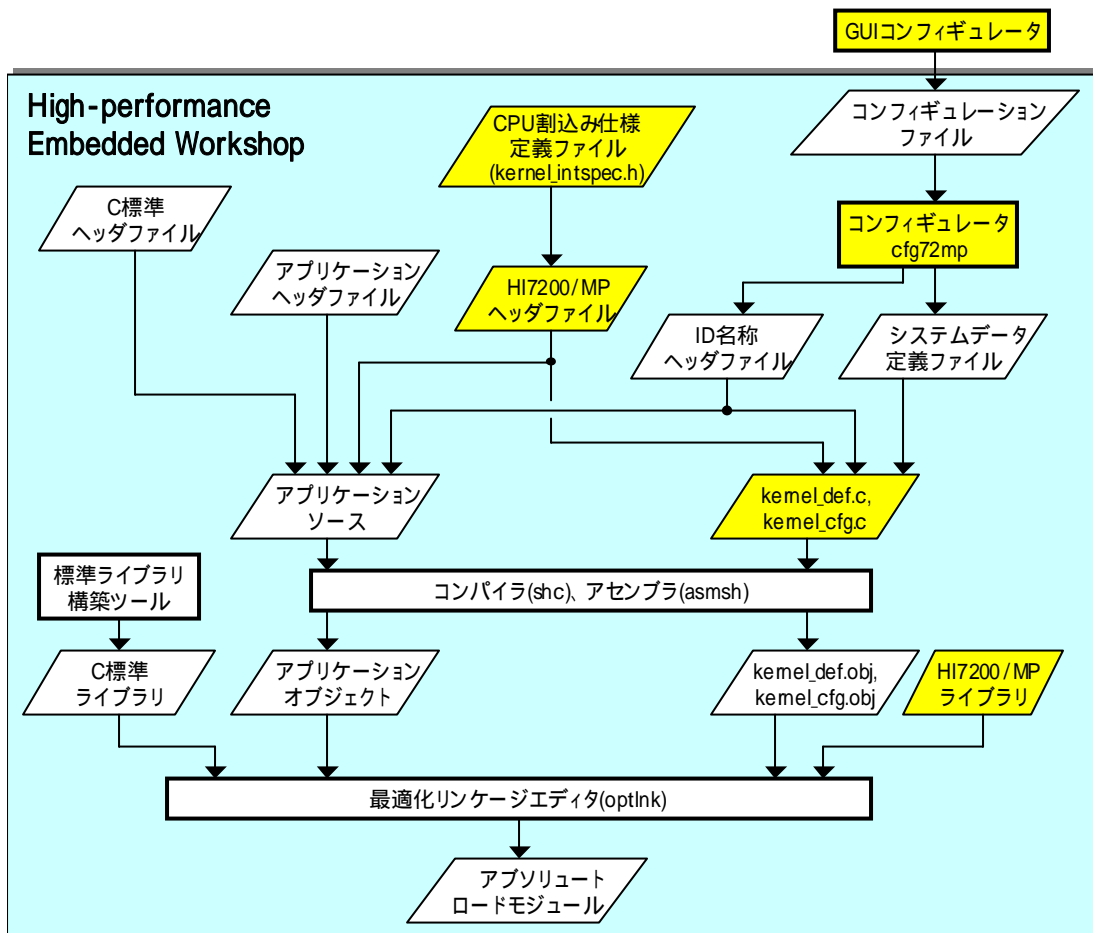 GUIコンフィギュレータ
High-performance
Embedded Workshop
CPU割込み仕様
定義ファイル
(kernel_intspec.h)
コンフィギュレーション
ファイル
C標準
ヘッダファイル
アプリケーション
ヘッダファイル
HI7200/MP
ヘッダファイル
コンフィギュレータ
cfg72mp
ID名称
ヘッダファイル
システムデータ
定義ファイル
アプリケーション
ソース
kernel_def.c,
kernel_cfg.c
標準ライブラリ
構築ツール
コンパイラ(shc)、アセンブラ(asmsh)
C標準
ライブラリ
アプリケーション
オブジェクト
kernel_def.obj,
kernel_cfg.obj
HI7200/MP
ライブラリ
最適化リンケージエディタ(optlnk)
アブソリュート
ロードモジュール